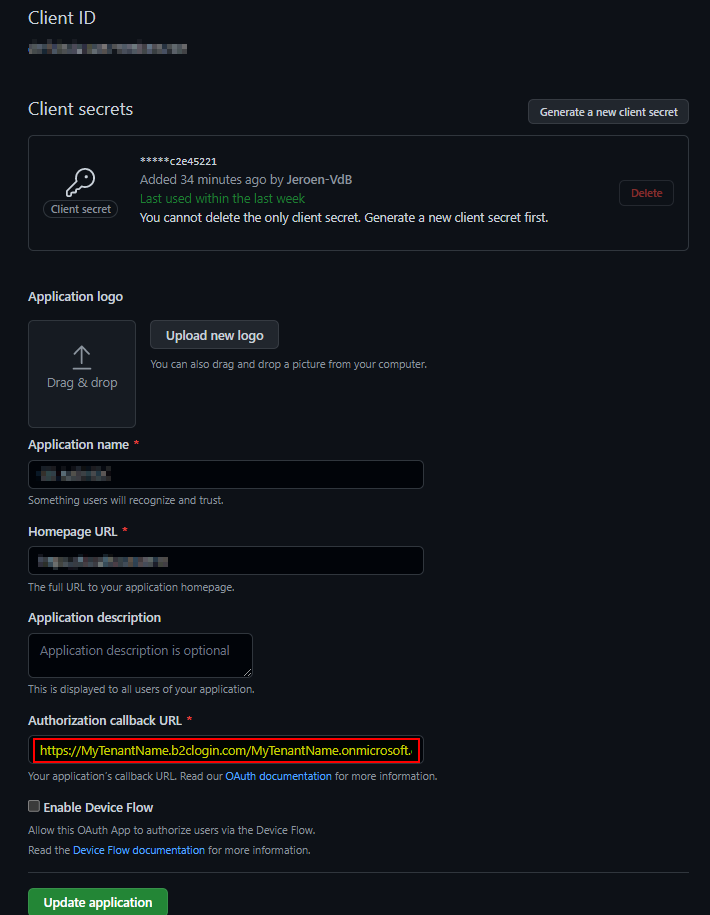 Client ID
Client secrets
Generate a new client secret
*****c2e45221
Added 34 minutes ago by Jeroen-VdB
Last used within the last week
You cannot delete the only client secret. Generate a new client secret first.
Client secret
Delete
Application logo
Drag & drop
Upload new logo
You can also drag and drop a picture from your computer.
Application name *
Something users will recognize and trust.
Homepage URL *
The full URL to your application homepage.
Application description
Application description is optional
This is displayed to all users of your application.
Authorization callback URL *
https://MyTenantName.b2clogin.com/MyTenantName.onmicrosoft.
Your application's callback URL. Read our OAuth documentation for more information.
Enable Device Flow
Allow this OAuth App to authorize users via the Device Flow.
Read the Device Flow documentation for more information.
Update application